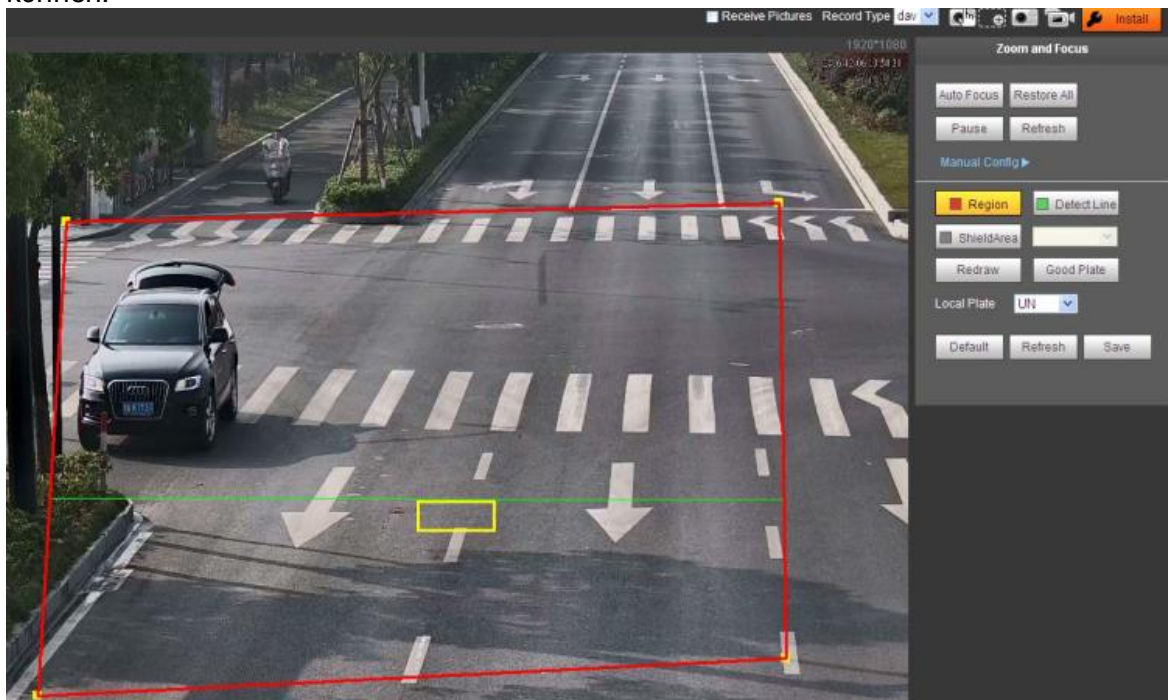 können.
Receive Pictures Record Type dav Install
1920*1080
Zoom and Focus
Auto Focus Restore All
Pause Refresh
Manual Config
Region Detect Line
ShieldArea
Redraw Good Plate
Local Plate UN
Default Refresh Save